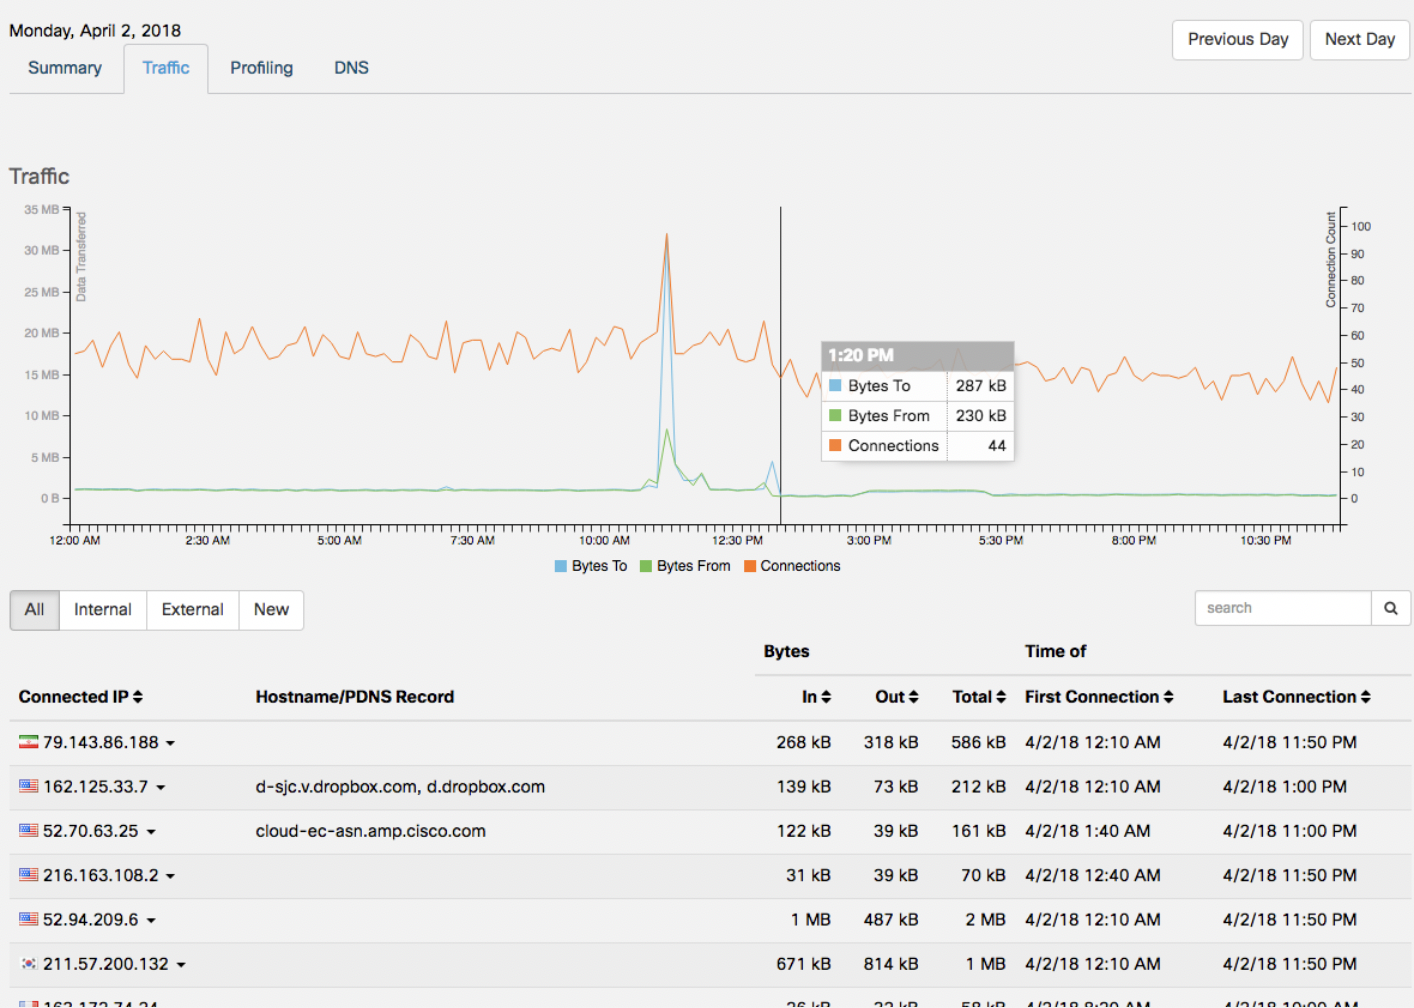 Monday, April 2, 2018
Previous Day Next Day
Summary Traffic Profiling DNS
Traffic
35 MB
30 MB
25 MB
20 MB
15 MB
10 MB
5 MB
0 B
Data Transferred
Connection Count
100
90
80
70
60
50
40
30
20
10
0
1:20 PM
Bytes To 287 kB
Bytes From 230 kB
Connections 44
12:00 AM 2:30 AM 5:00 AM 7:30 AM 10:00 AM 12:30 PM 3:00 PM 5:30 PM 8:00 PM 10:30 PM
Bytes To Bytes From Connections
All Internal External New search
Bytes Time of
Connected IP Hostname/PDNS Record In Out Total First Connection Last Connection
79.143.86.188 268 kB 318 kB 586 kB 4/2/18 12:10 AM 4/2/18 11:50 PM
162.125.33.7 d-sjc.v.dropbox.com, d.dropbox.com 139 kB 73 kB 212 kB 4/2/18 12:10 AM 4/2/18 1:00 PM
52.70.63.25 cloud-ec-asn.amp.cisco.com 122 kB 39 kB 161 kB 4/2/18 1:40 AM 4/2/18 11:00 PM
216.163.108.2 31 kB 39 kB 70 kB 4/2/18 12:40 AM 4/2/18 11:50 PM
52.94.209.6 1 MB 487 kB 2 MB 4/2/18 12:10 AM 4/2/18 11:50 PM
211.57.200.132 671 kB 814 kB 1 MB 4/2/18 12:10 AM 4/2/18 11:50 PM